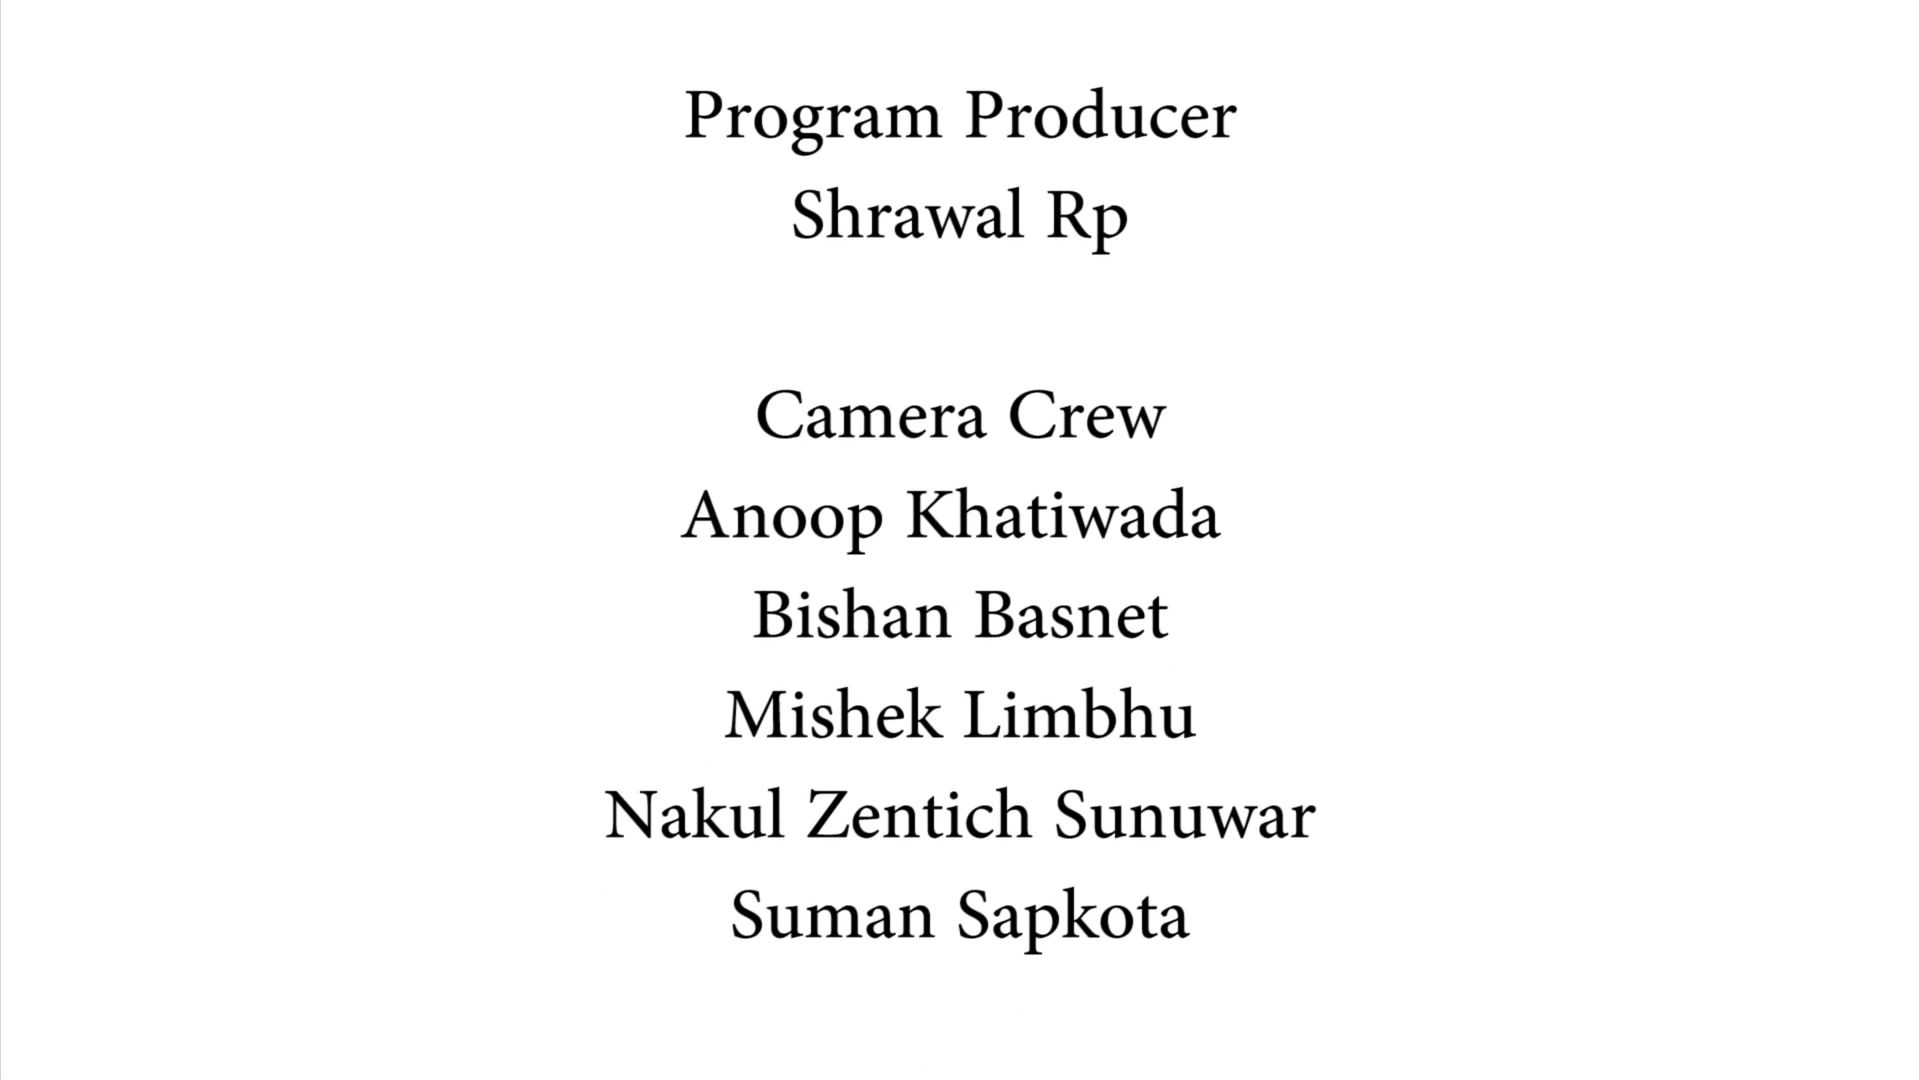 Program Producer
Shrawal Rp
Camera Crew
Anoop Khatiwada
Bishan Basnet
Mishek Limbhu
Nakul Zentich Sunuwar
Suman Sapkota